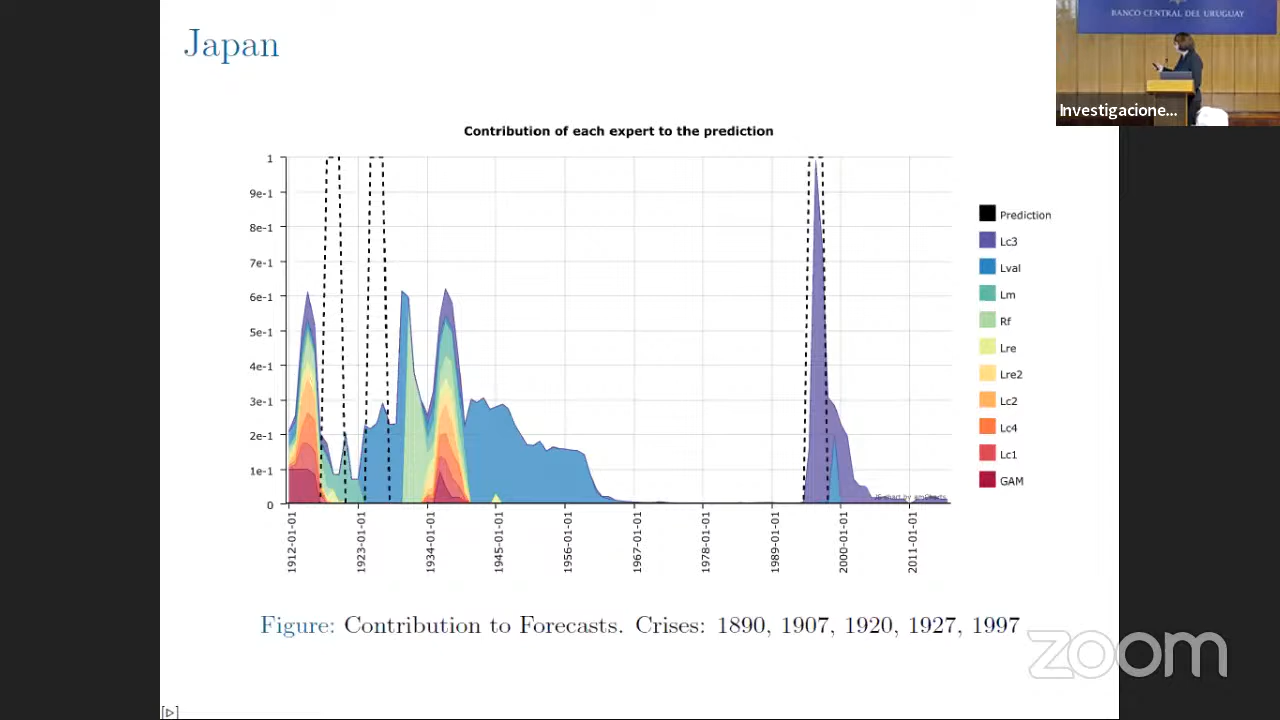 Japan
BANCO CENTRAL DEL URUGUAY
Investigacione...
Contribution of each expert to the prediction
1
9e-1
8e-1
7e-1
6e-1
5e-1
4e-1
3e-1
2e-1
1e-1
0
1912-01-01
1923-01-01
1934-01-01
1945-01-01
1956-01-01
1967-01-01
1978-01-01
1989-01-01
2000-01-01
2011-01-01
Prediction
Lc3
Lval
Lm
Rf
Lre
Lre2
Lc2
Lc4
Lc1
GAM
Figure: Contribution to Forecasts. Crises: 1890, 1907, 1920, 1927, 1997
zoom